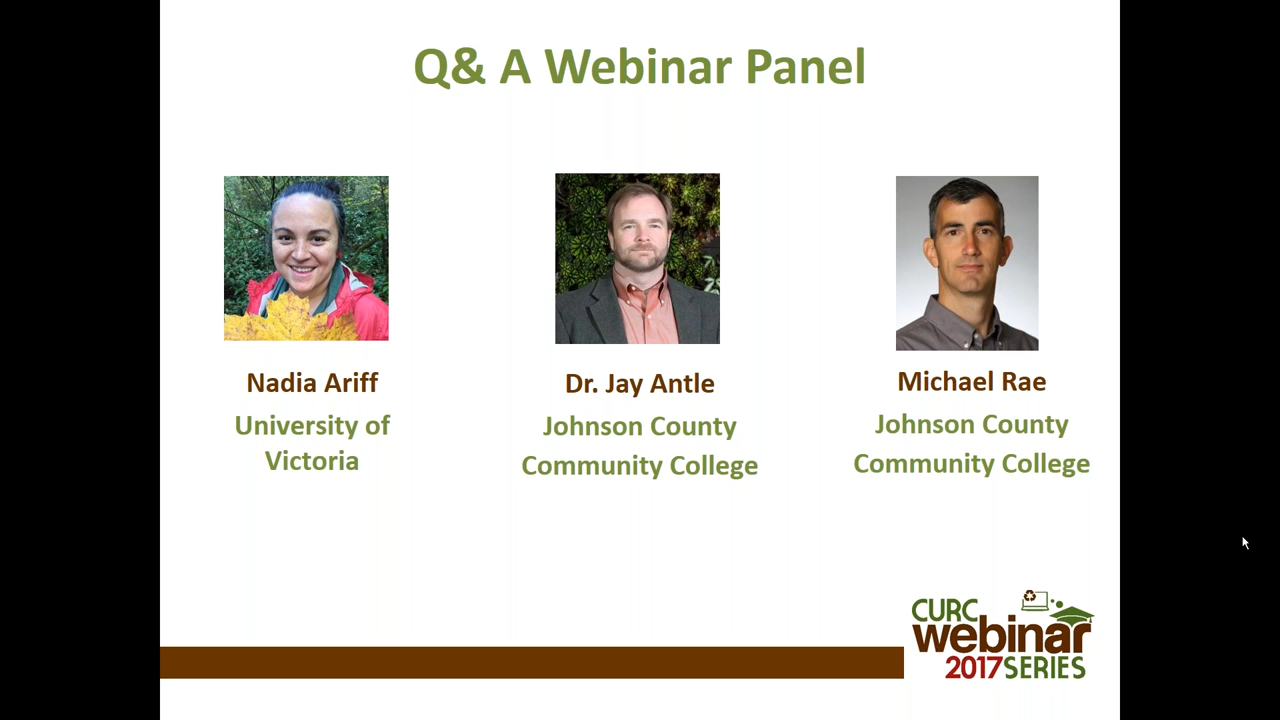 Q& A Webinar Panel
Nadia Ariff
University of
Victoria
Dr. Jay Antle
Johnson County
Community College
Michael Rae
Johnson County
Community College
CURC
webinar
2017 SERIES